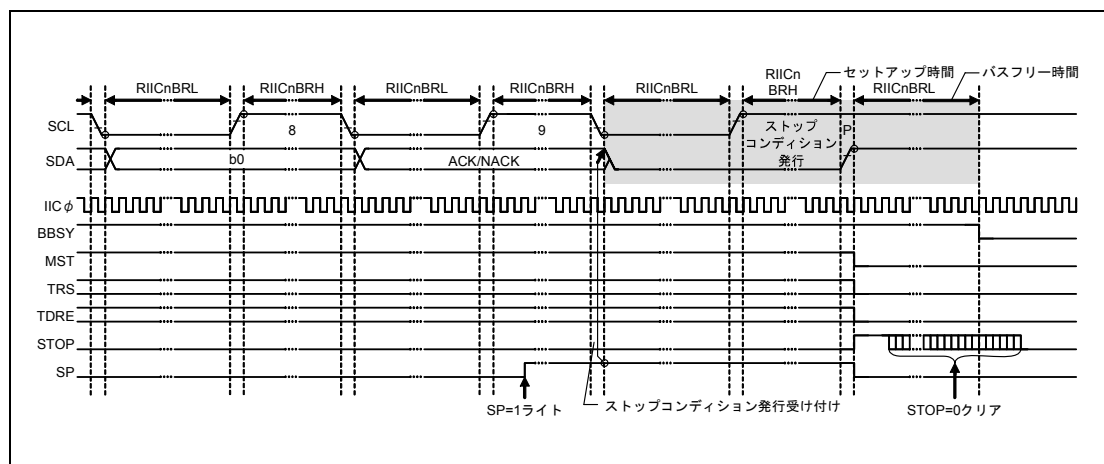 RIICnBRL
RIICnBRH
RIICnBRL
RIICnBRH
RIICnBRL
RIICn
BRH
セットアップ時間
RIICnBRL
バスフリー時間
SCL
8
9
ストップ
コンディション
発行
P
SDA
b0
ACK/NACK
IICφ
BBSY
MST
TRS
TDRE
STOP
SP
SP=1ライト
ストップコンディション発行受け付け
STOP=0クリア